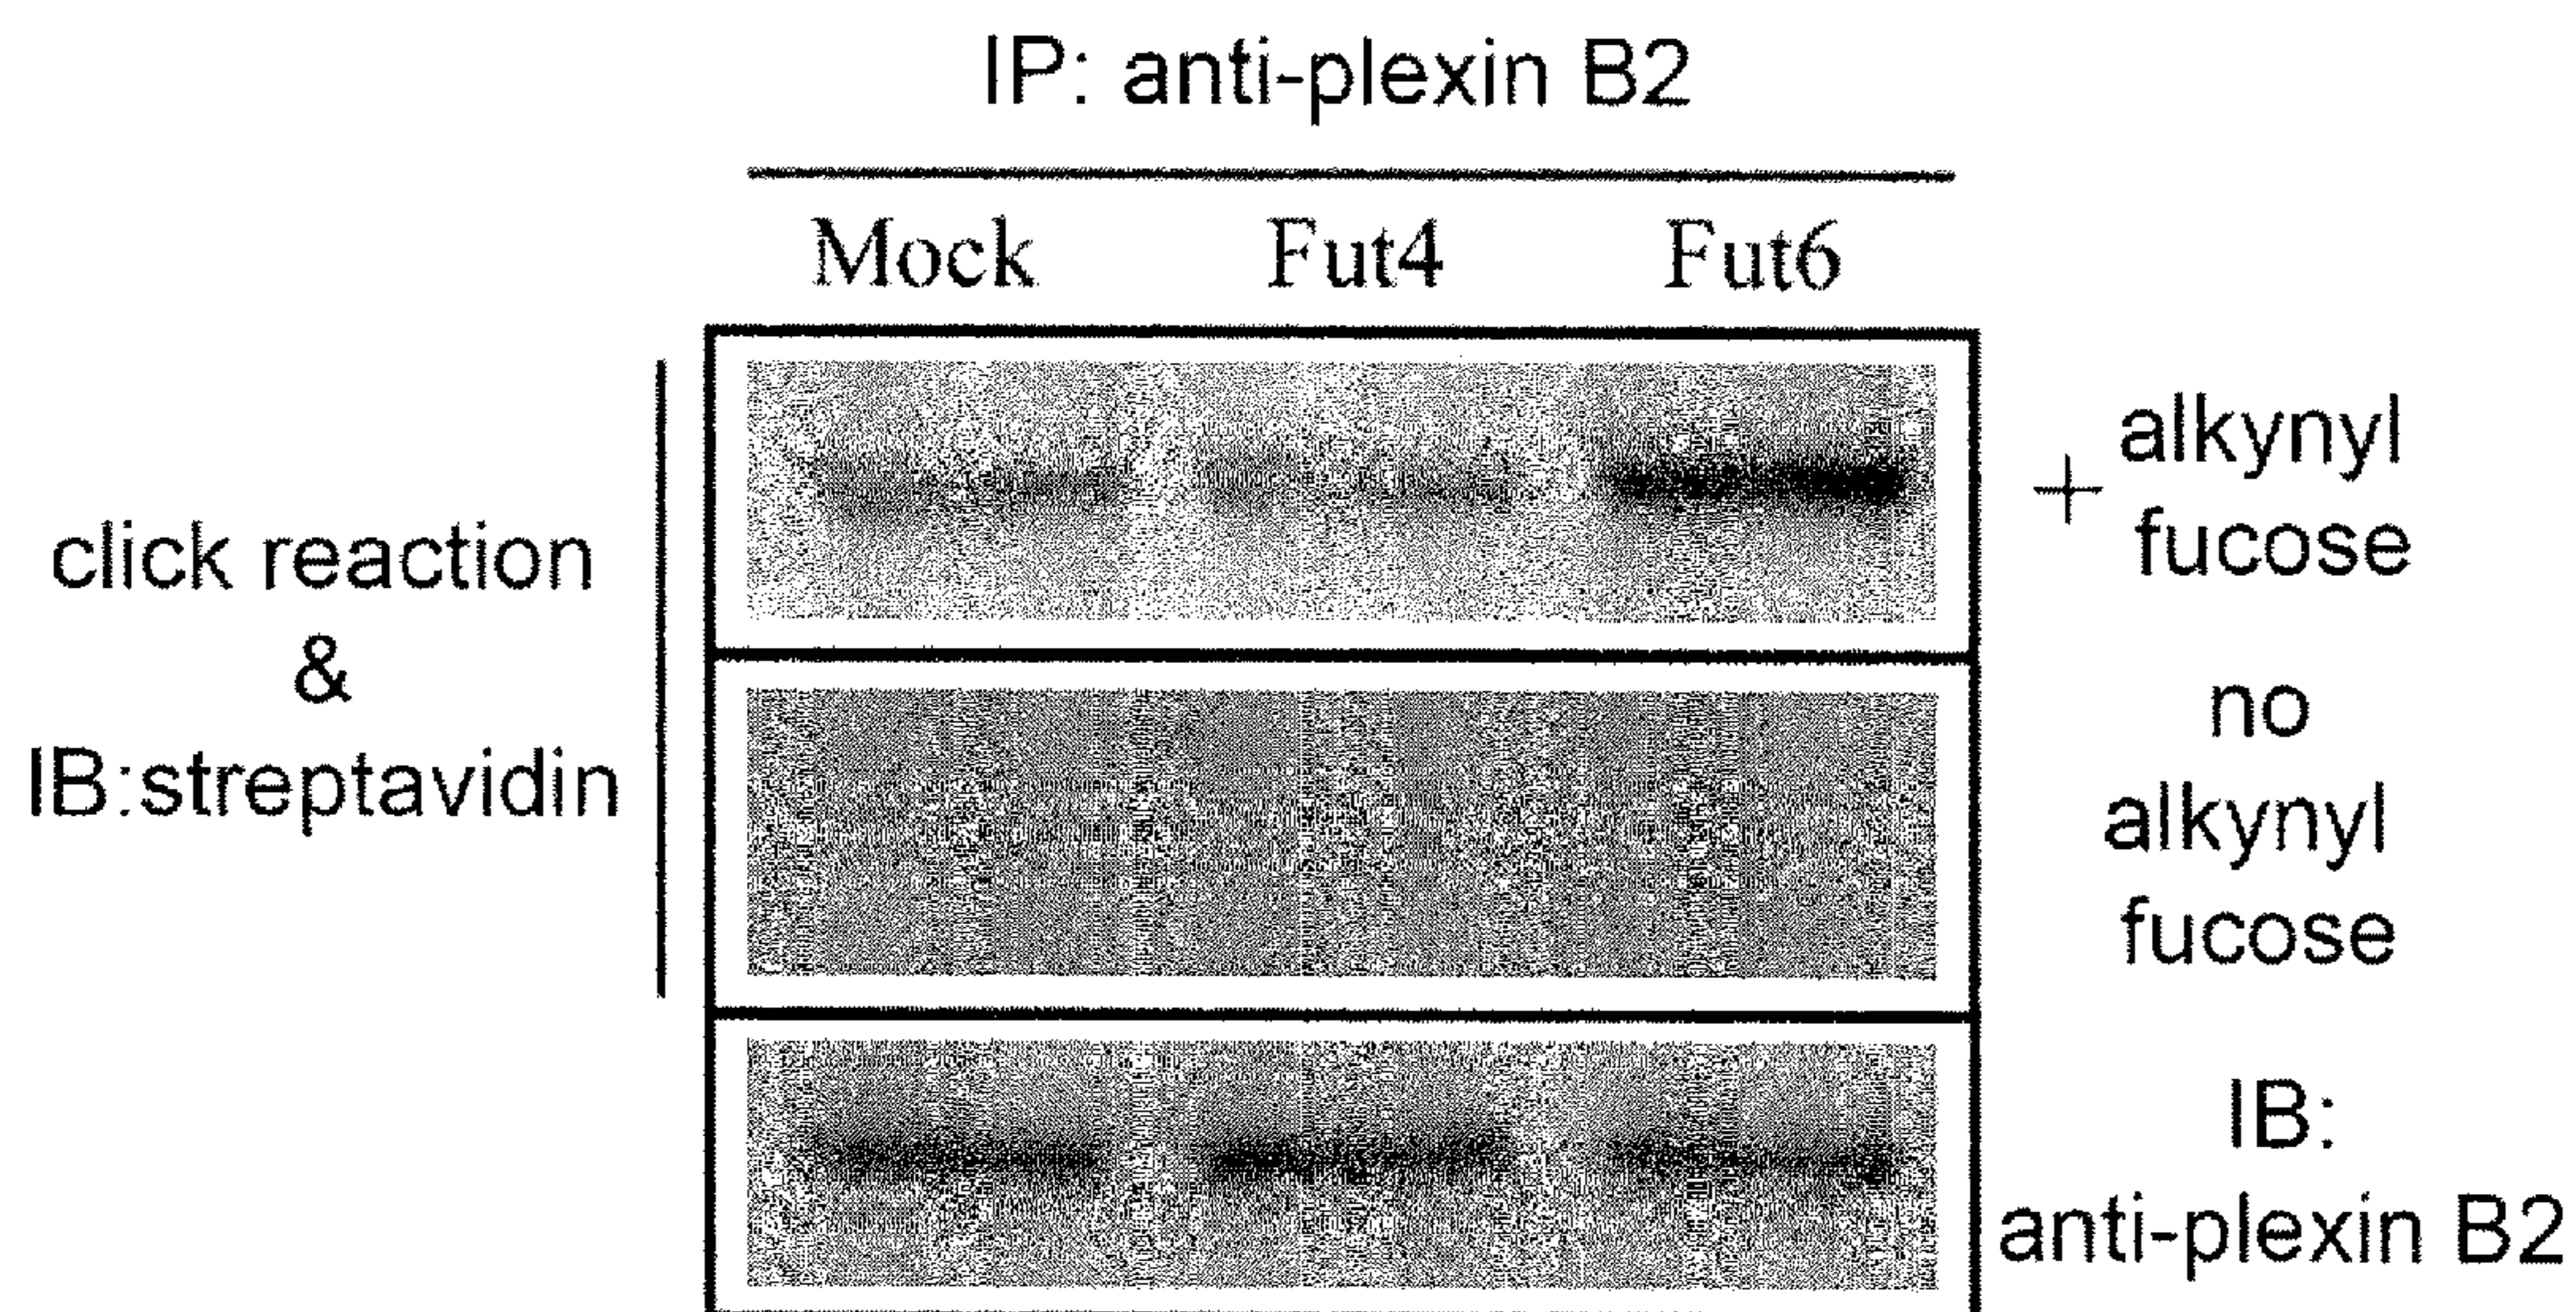 IP: anti-plexin B2
Mock Fut4 Fut6
click reaction
&
IB:streptavidin
+ alkynyl
fucose
no
alkynyl
fucose
IB:
anti-plexin B2